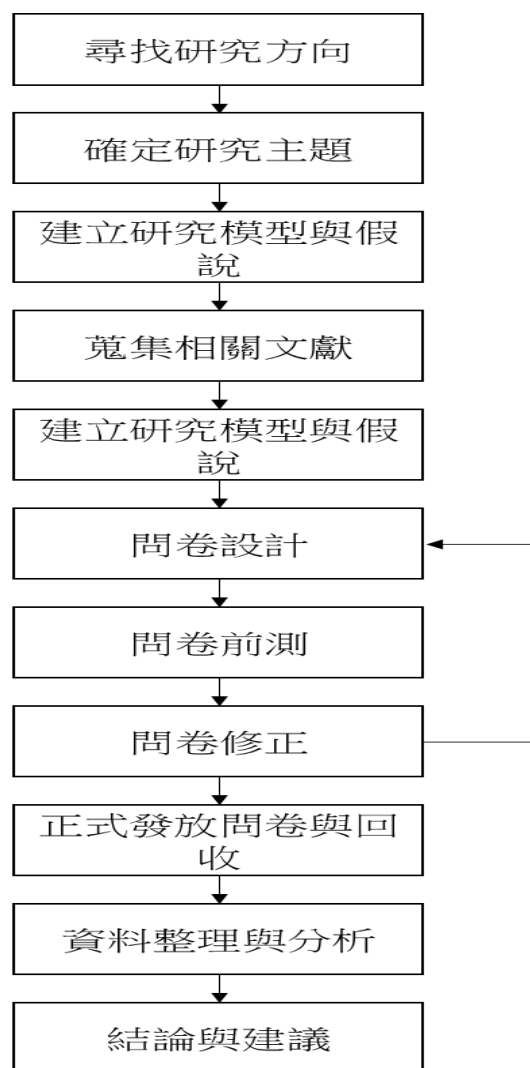 尋找研究方向
確定研究主題
建立研究模型與假
說
蒐集相關文獻
建立研究模型與假
說
問卷設計
問卷前測
問卷修正
正式發放問卷與回
收
資料整理與分析
結論與建議